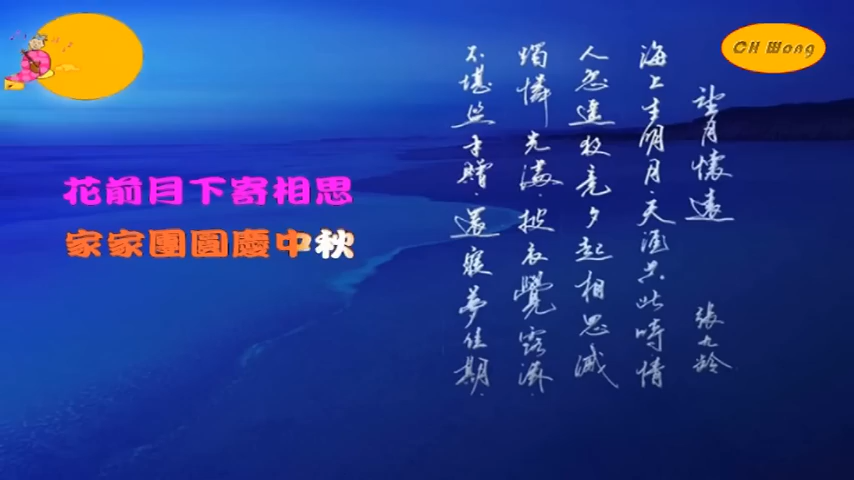 CH Wong
花前月下寄相思
家家團圓慶中秋
望月懷遠
張九齡
海上生明月天涯共此時情
人怨遙夜竟夕起相思滅
燭憐光滿披衣覺露滋
不堪盈手贈還寢夢佳期